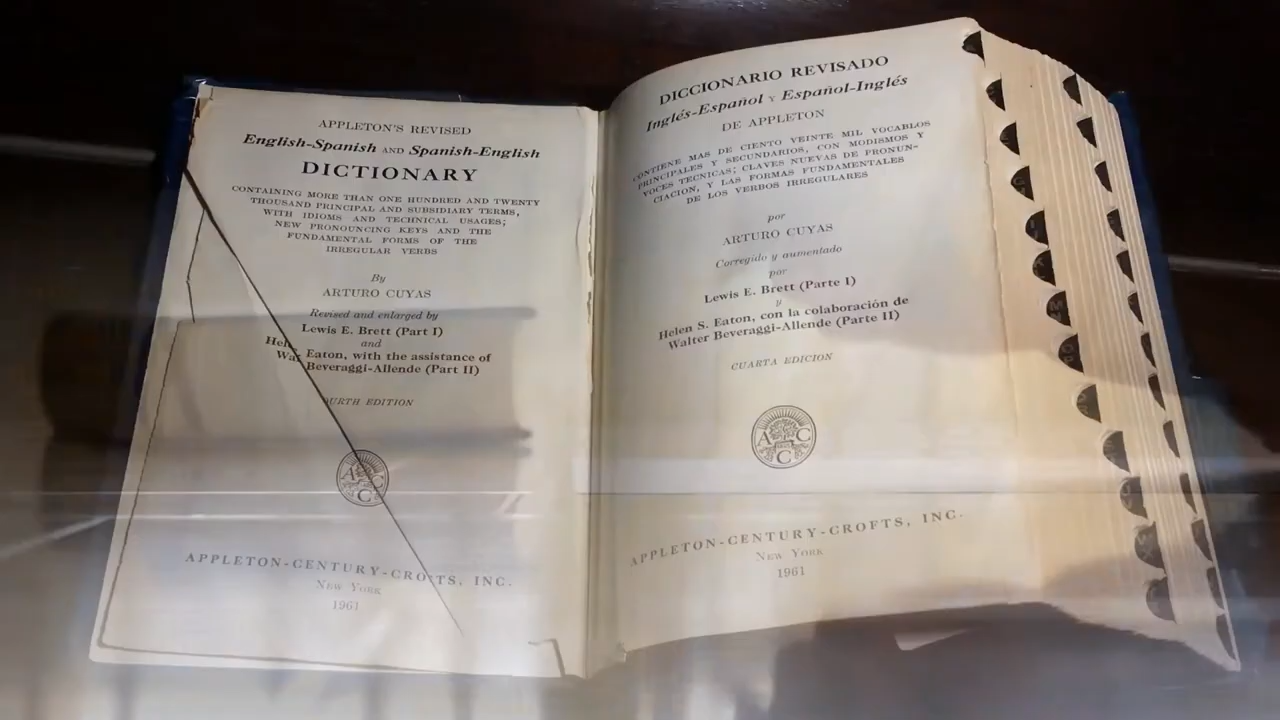 APPLETON'S REVISED
English-Spanish AND Spanish-English
DICTIONARY
CONTAINING MORE THAN ONE HUNDRED AND TWENTY
THOUSAND PRINCIPAL AND SUBSIDIARY TERMS,
WITH IDIOMS AND TECHNICAL USAGES;
NEW PRONOUNCING KEYS AND THE
FUNDAMENTAL FORMS OF THE
IRREGULAR VERBS
By
ARTURO CUYAS
Revised and enlarged by
Lewis E. Brett (Part I)
and
Eaton, with the assistance of
Beveraggi-Allende (Part II)
EDITION
A C C
APPLETON-CENTURY-CROFTS, INC.
NEW YORK
1961
DICCIONARIO REVISADO
Inglés-Español Y Español-Inglés
DE APPLETON
CONTIENE MAS DE CIENTO VEINTE MIL VOCABLOS
PRINCIPALES Y SECUNDARIOS, CON MODISMOS Y
VOCES TECNICAS; CLAVES NUEVAS DE PRONUN-
CIACION, Y LAS FORMAS FUNDAMENTALES
DE LOS VERBOS IRREGULARES
por
ARTURO CUYAS
Corregido y aumentado
por
Lewis E. Brett (Parte I)
y
Helen S. Eaton, con la colaboración de
Walter Beveraggi-Allende (Parte II)
CUARTA EDICION
A C C
APPLETON-CENTURY-CROFTS, INC.
NEW YORK
1961